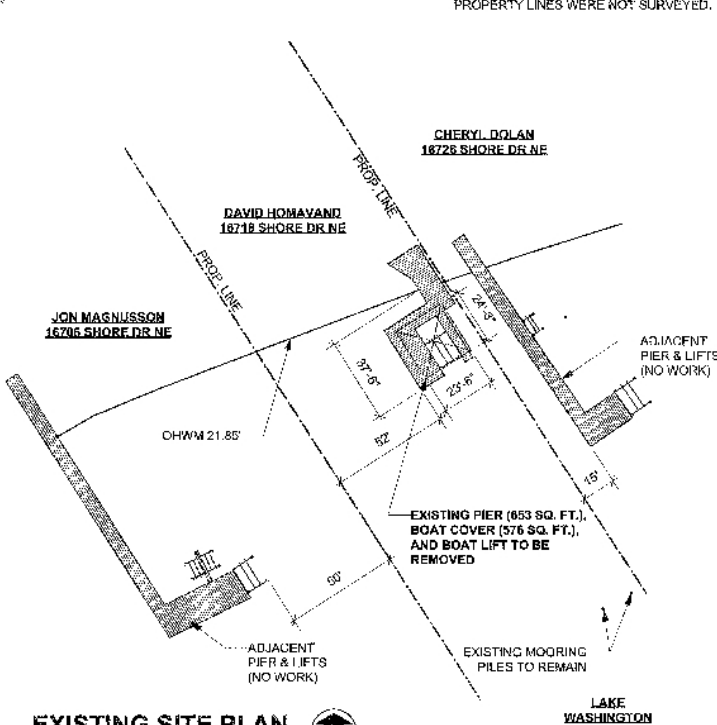 PROPERTY LINES WERE NOT SURVEYED.
CHERYL DOLAN
16726 SHORE DR NE
PROP. LINE
DAVID HOMAVAND
16718 SHORE DR NE
PROP. LINE
JON MAGNUSSON
16706 SHORE DR NE
24'-8"
ADJACENT
PIER & LIFTS
(NO WORK)
37'-6"
23'-6"
OHWM 21.85'
52'
15'
EXISTING PIER (653 SQ. FT.),
BOAT COVER (576 SQ. FT.),
AND BOAT LIFT TO BE
REMOVED
60'
ADJACENT
PIER & LIFTS
(NO WORK)
EXISTING MOORING
PILES TO REMAIN
LAKE
WASHINGTON
EXISTING SITE PLAN